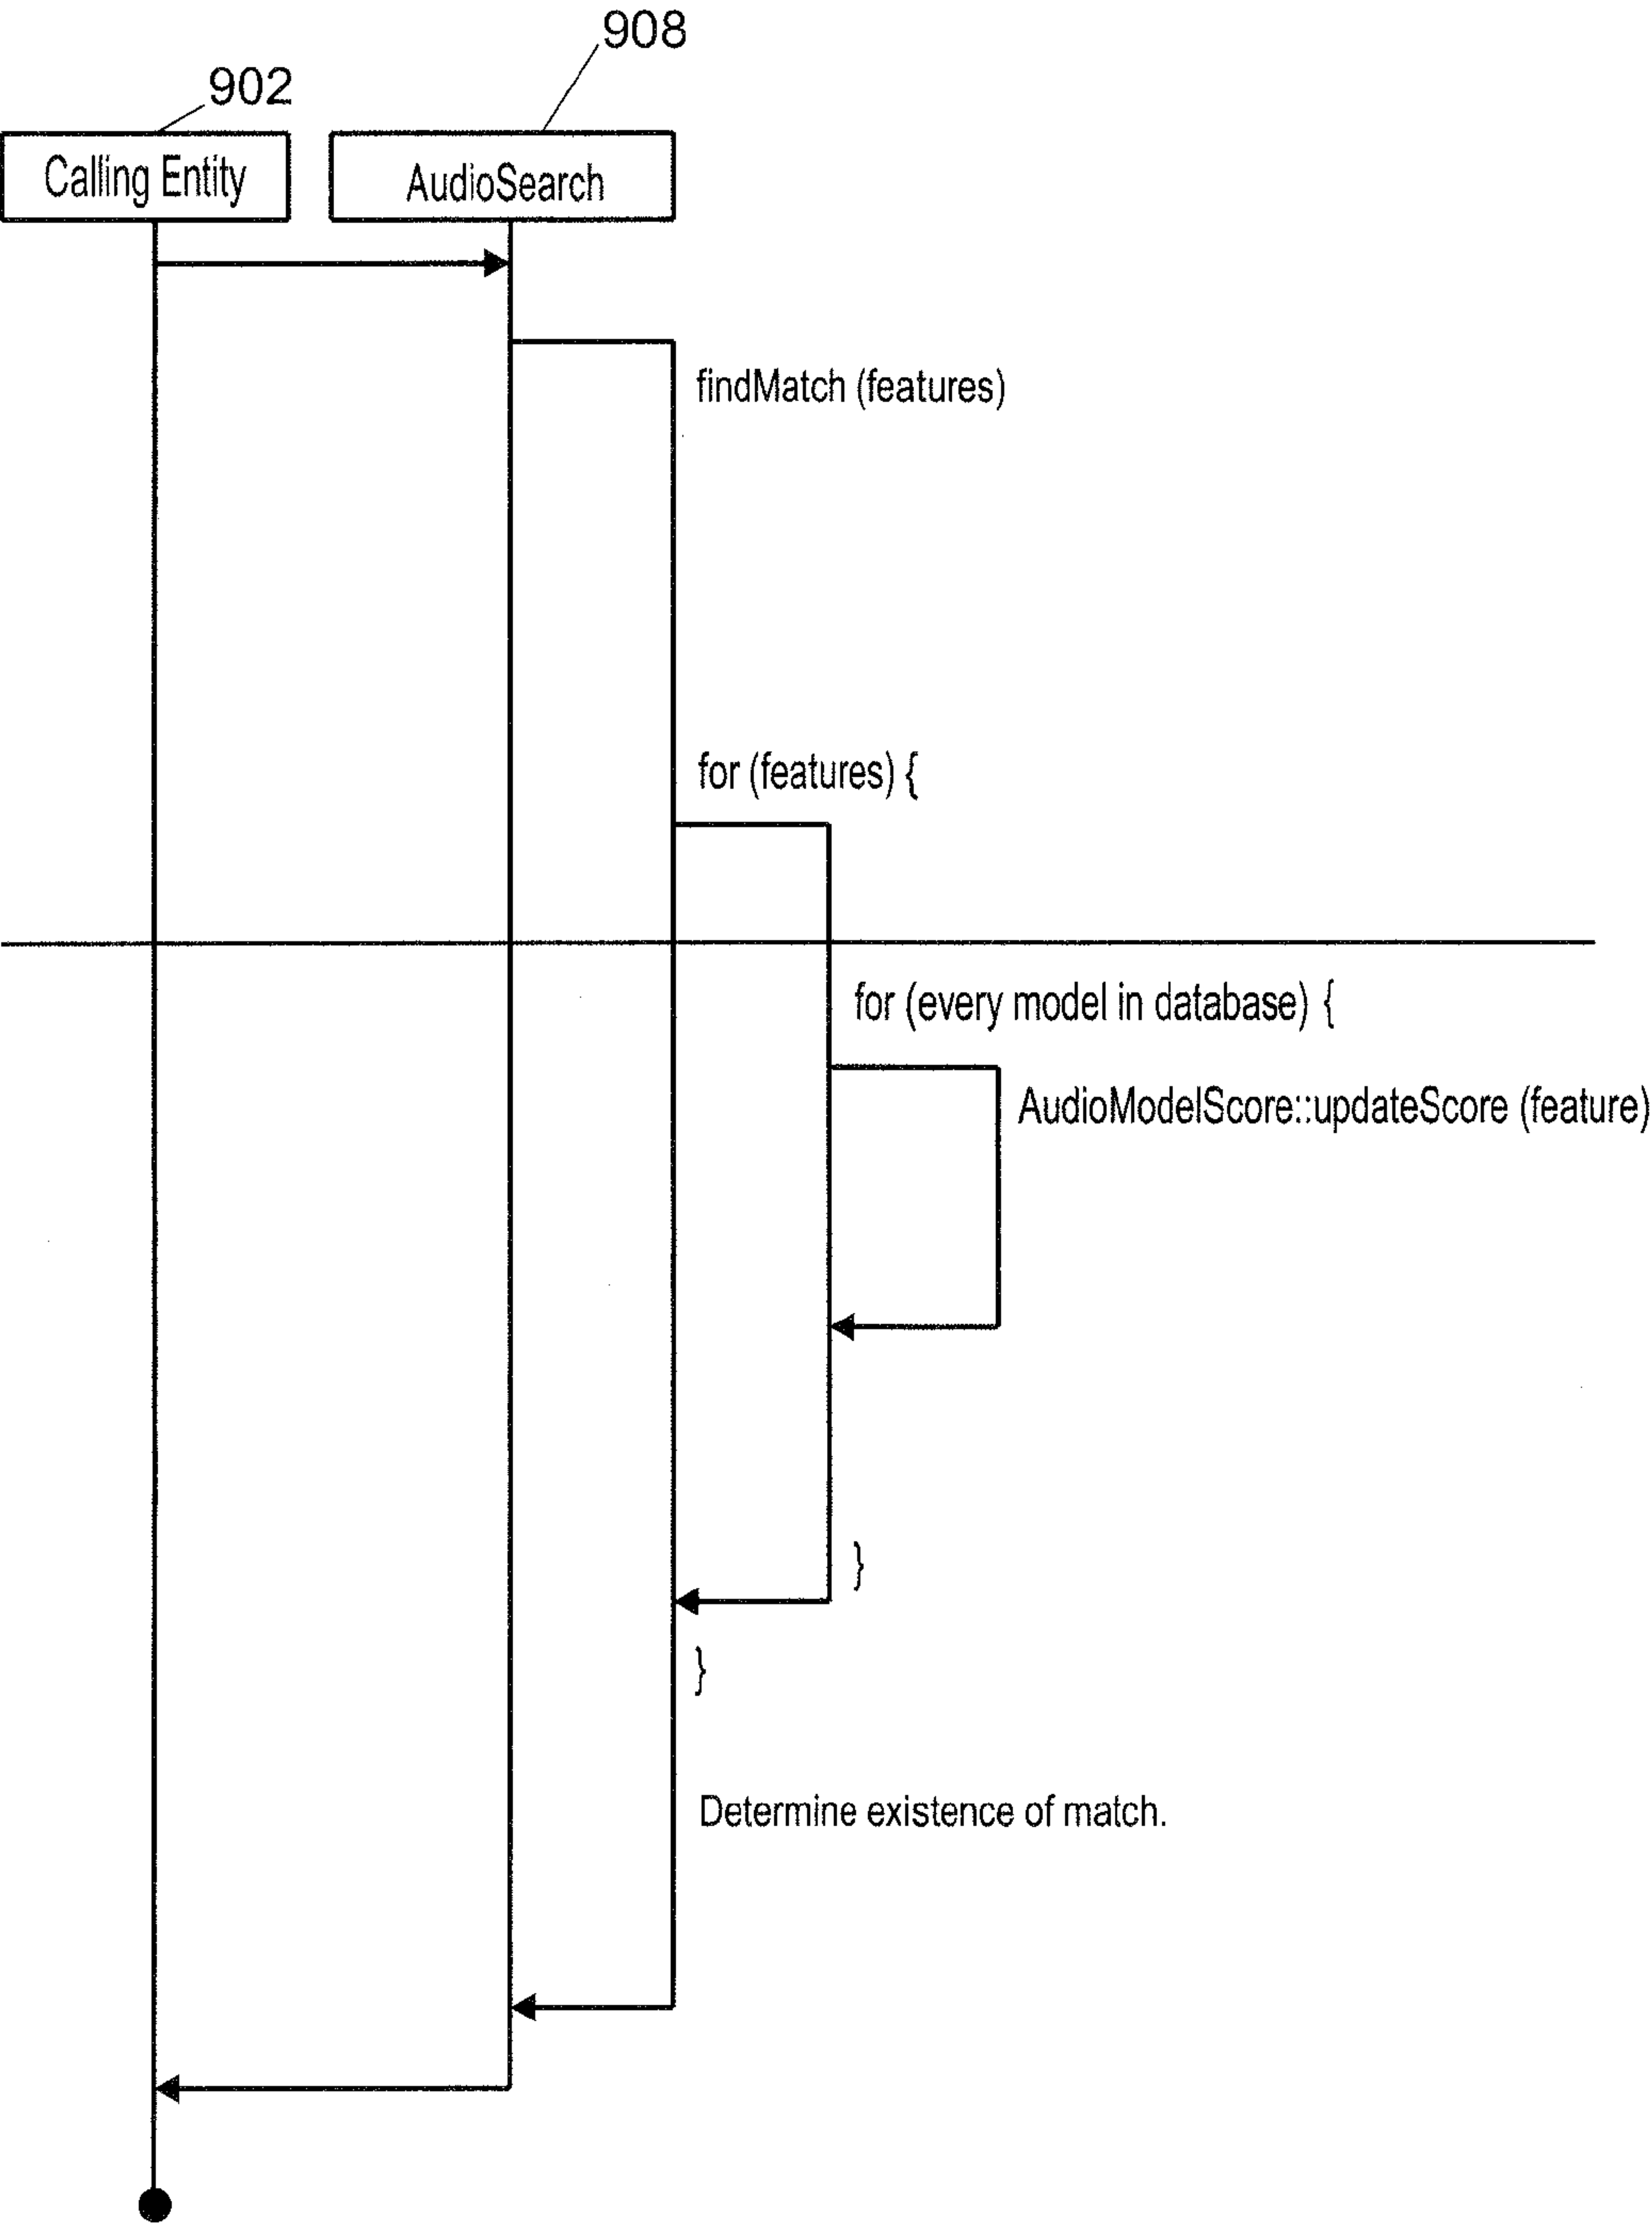 908
902
Calling Entity
AudioSearch
findMatch (features)
for (features) {
for (every model in database) {
AudioModelScore::updateScore (feature)
}
}
Determine existence of match.